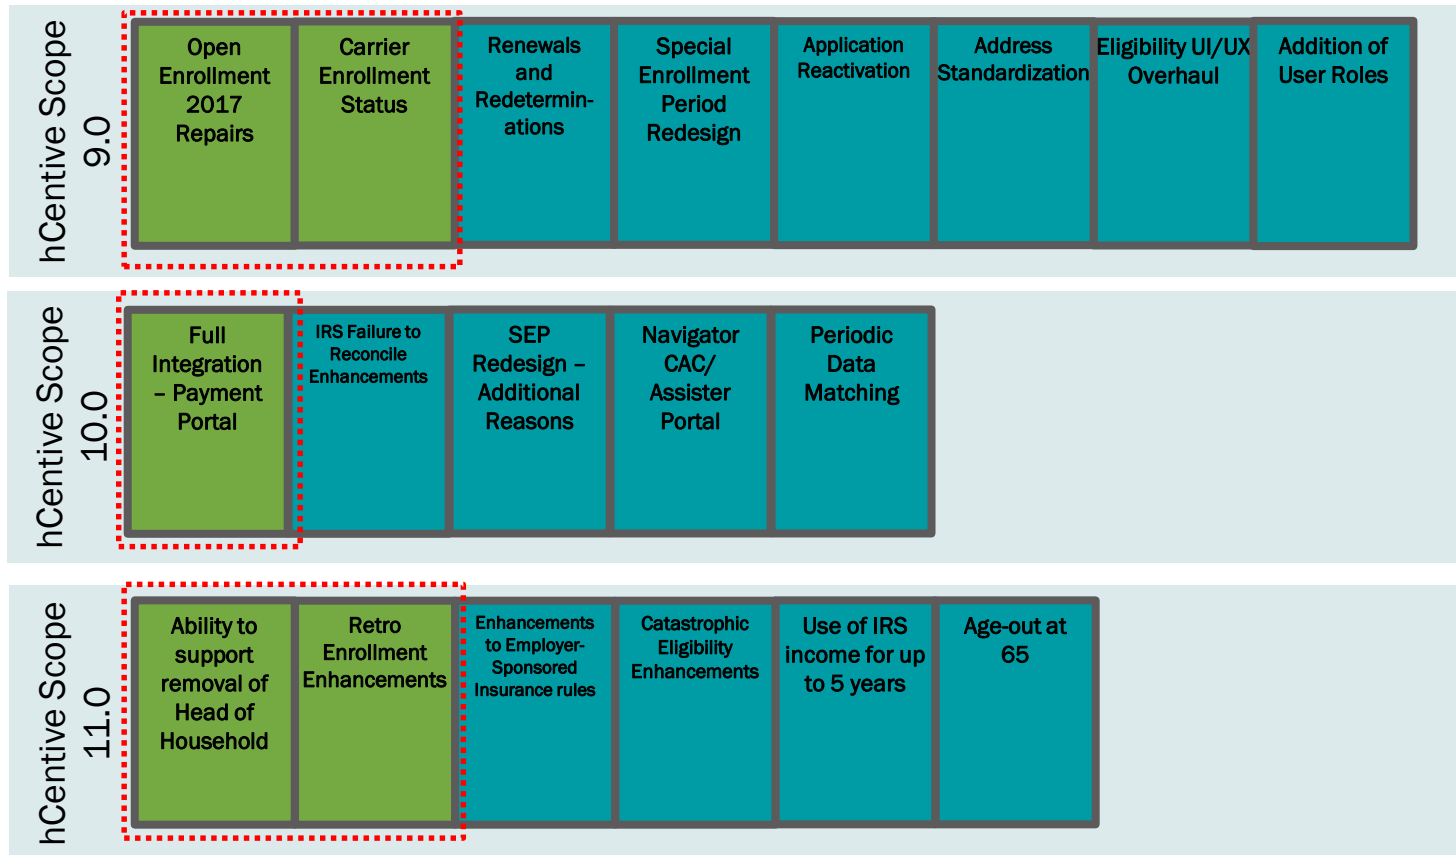 hCentive Scope
9.0
Open
Enrollment
2017
Repairs
Carrier
Enrollment
Status
Renewals
and
Redetermin-
ations
Special
Enrollment
Period
Redesign
Application
Reactivation
Address
Standardization
Eligibility UI/UX
Overhaul
Addition of
User Roles
hCentive Scope
10.0
Full
Integration
– Payment
Portal
IRS Failure to
Reconcile
Enhancements
SEP
Redesign –
Additional
Reasons
Navigator
CAC/
Assister
Portal
Periodic
Data
Matching
hCentive Scope
11.0
Ability to
support
removal of
Head of
Household
Retro
Enrollment
Enhancements
Enhancements
to Employer-
Sponsored
Insurance rules
Catastrophic
Eligibility
Enhancements
Use of IRS
income for up
to 5 years
Age-out at
65